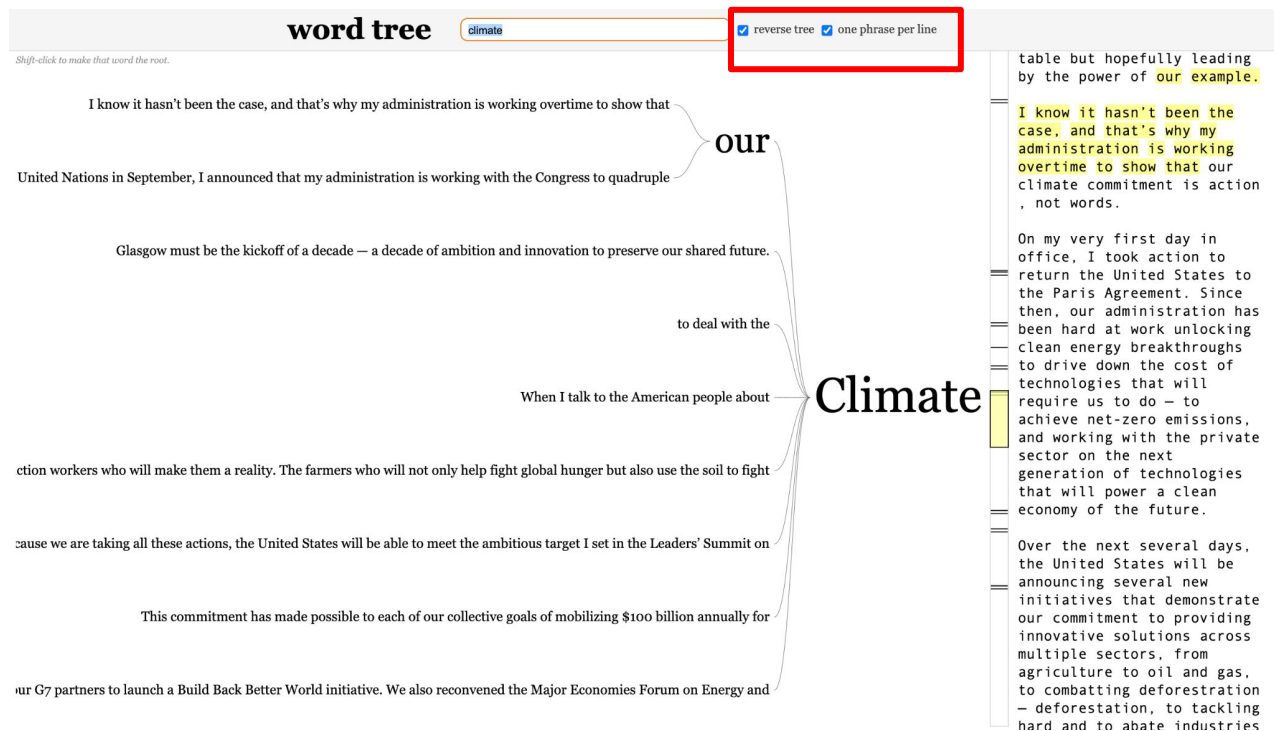 word tree
climate
reverse tree
one phrase per line
Shift-click to make that word the root.
I know it hasn't been the case, and that's why my administration is working overtime to show that
our
United Nations in September, I announced that my administration is working with the Congress to quadruple
Glasgow must be the kickoff of a decade — a decade of ambition and innovation to preserve our shared future.
to deal with the
When I talk to the American people about
Climate
ction workers who will make them a reality. The farmers who will not only help fight global hunger but also use the soil to fight
cause we are taking all these actions, the United States will be able to meet the ambitious target I set in the Leaders' Summit on
This commitment has made possible to each of our collective goals of mobilizing $100 billion annually for
ur G7 partners to launch a Build Back Better World initiative. We also reconvened the Major Economies Forum on Energy and
table but hopefully leading
by the power of our example.
I know it hasn't been the
case, and that's why my
administration is working
overtime to show that our
climate commitment is action
, not words.
On my very first day in
office, I took action to
return the United States to
the Paris Agreement. Since
then, our administration has
been hard at work unlocking
clean energy breakthroughs
to drive down the cost of
technologies that will
require us to do — to
achieve net-zero emissions,
and working with the private
sector on the next
generation of technologies
that will power a clean
economy of the future.
Over the next several days,
the United States will be
announcing several new
initiatives that demonstrate
our commitment to providing
innovative solutions across
multiple sectors, from
agriculture to oil and gas,
to combatting deforestration
— deforestation, to tackling
hard and to abate industries